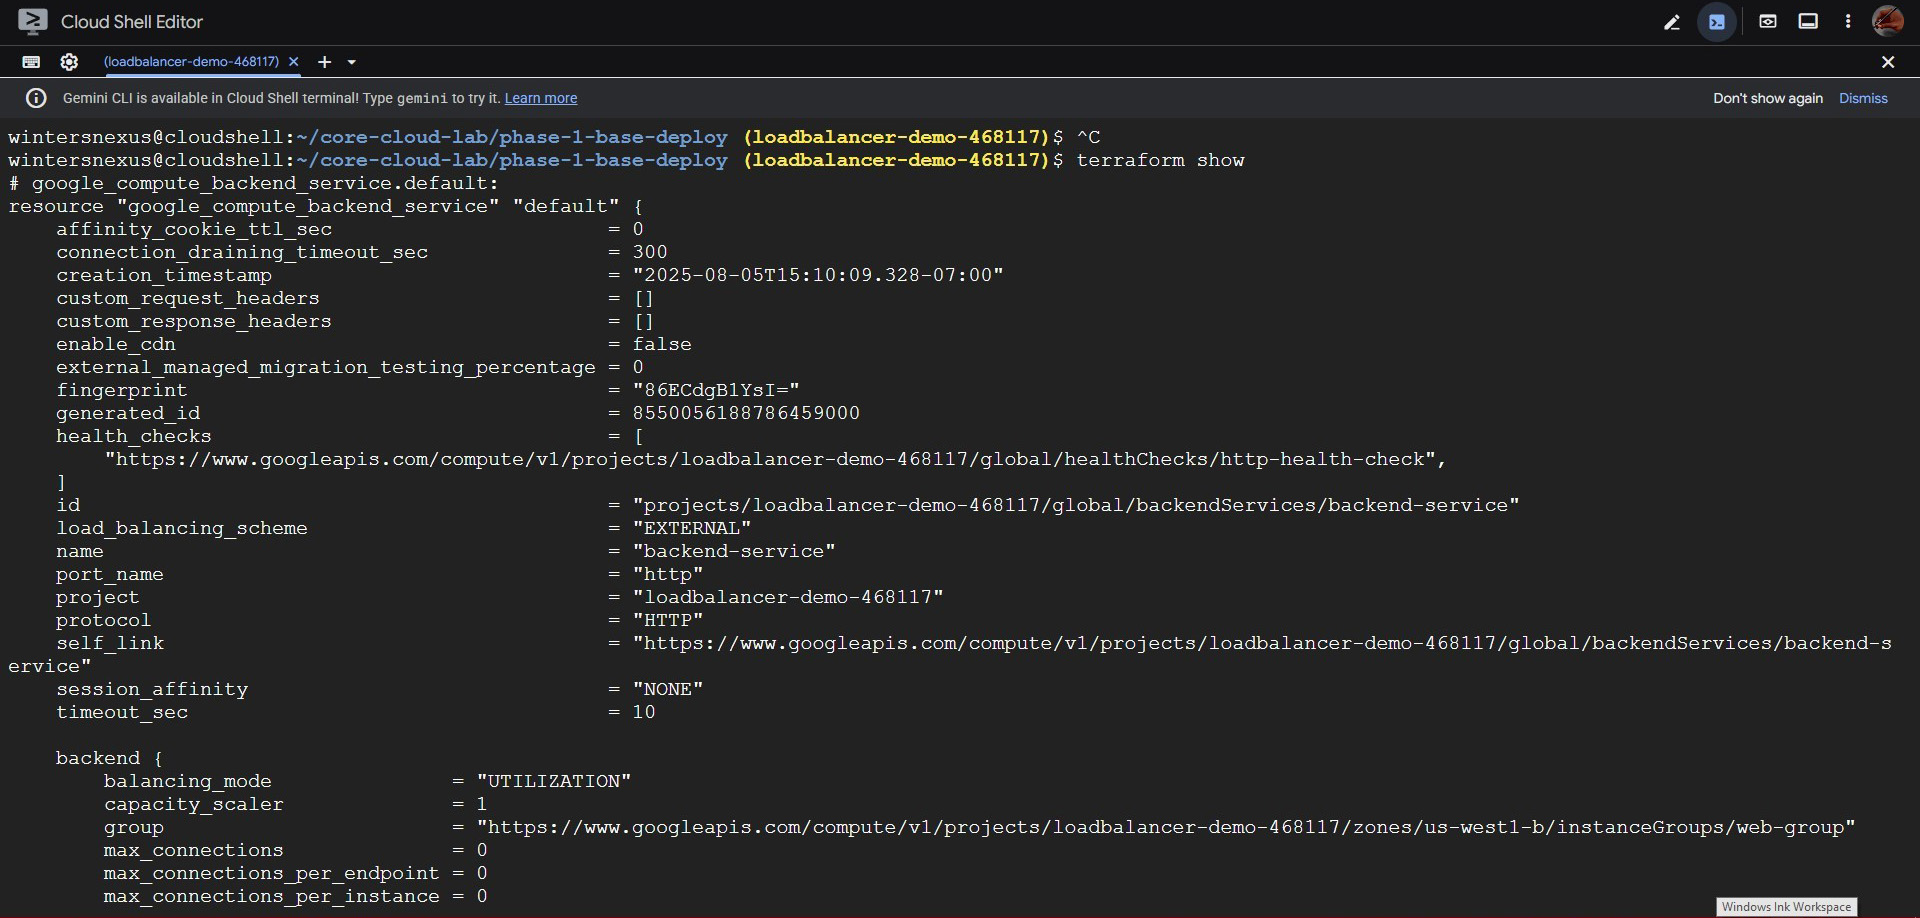 Cloud Shell Editor
(loadbalancer-demo-468117)
Gemini CLI is available in Cloud Shell terminal! Type gemini to try it. Learn more
Don't show again Dismiss
wintersnexus@cloudshell:~/core-cloud-lab/phase-1-base-deploy (loadbalancer-demo-468117)$ ^C
wintersnexus@cloudshell:~/core-cloud-lab/phase-1-base-deploy (loadbalancer-demo-468117)$ terraform show
# google_compute_backend_service.default:
resource "google_compute_backend_service" "default" {
    affinity_cookie_ttl_sec                       = 0
    connection_draining_timeout_sec               = 300
    creation_timestamp                            = "2025-08-05T15:10:09.328-07:00"
    custom_request_headers                        = []
    custom_response_headers                       = []
    enable_cdn                                    = false
    external_managed_migration_testing_percentage = 0
    fingerprint                                   = "86ECdgB1YsI="
    generated_id                                  = 8550056188786459000
    health_checks                                 = [
        "https://www.googleapis.com/compute/v1/projects/loadbalancer-demo-468117/global/healthChecks/http-health-check",
    ]
    id                                            = "projects/loadbalancer-demo-468117/global/backendServices/backend-service"
    load_balancing_scheme                         = "EXTERNAL"
    name                                          = "backend-service"
    port_name                                     = "http"
    project                                       = "loadbalancer-demo-468117"
    protocol                                      = "HTTP"
    self_link                                     = "https://www.googleapis.com/compute/v1/projects/loadbalancer-demo-468117/global/backendServices/backend-s
ervice"
    session_affinity                              = "NONE"
    timeout_sec                                   = 10
    backend {
        balancing_mode               = "UTILIZATION"
        capacity_scaler              = 1
        group                        = "https://www.googleapis.com/compute/v1/projects/loadbalancer-demo-468117/zones/us-west1-b/instanceGroups/web-group"
        max_connections              = 0
        max_connections_per_endpoint = 0
        max_connections_per_instance = 0
Windows Ink Workspace